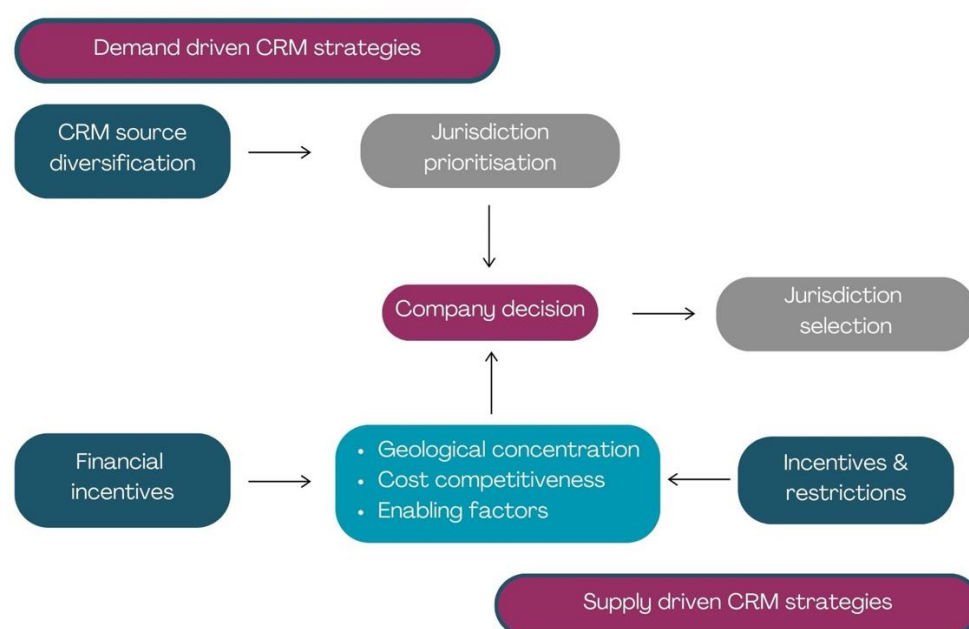 Demand driven CRM strategies
CRM source
diversification
Jurisdiction
prioritisation
Company decision
Jurisdiction
selection
Financial
incentives
• Geological concentration
• Cost competitiveness
• Enabling factors
Incentives &
restrictions
Supply driven CRM strategies